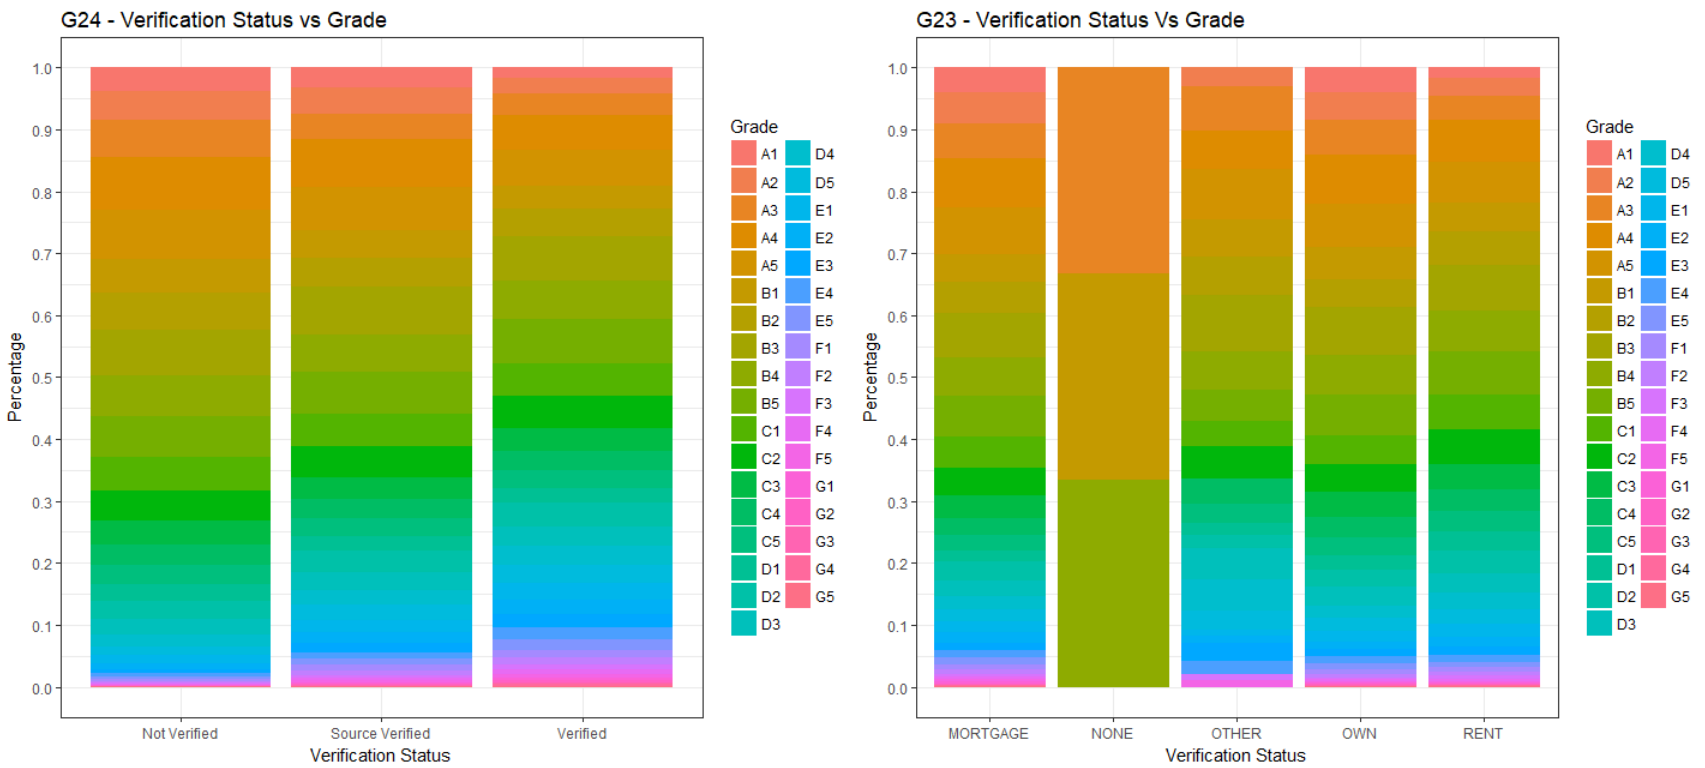 G24 - Verification Status vs Grade
1.0
0.9
0.8
0.7
0.6
0.5
0.4
0.3
0.2
0.1
0.0
Percentage
Not Verified
Source Verified
Verified
Verification Status
Grade
A1
A2
A3
A4
A5
B1
B2
B3
B4
B5
C1
C2
C3
C4
C5
D1
D2
D3
D4
D5
E1
E2
E3
E4
E5
F1
F2
F3
F4
F5
G1
G2
G3
G4
G5
G23 - Verification Status Vs Grade
1.0
0.9
0.8
0.7
0.6
0.5
0.4
0.3
0.2
0.1
0.0
Percentage
MORTGAGE
NONE
OTHER
OWN
RENT
Verification Status
Grade
A1
A2
A3
A4
A5
B1
B2
B3
B4
B5
C1
C2
C3
C4
C5
D1
D2
D3
D4
D5
E1
E2
E3
E4
E5
F1
F2
F3
F4
F5
G1
G2
G3
G4
G5